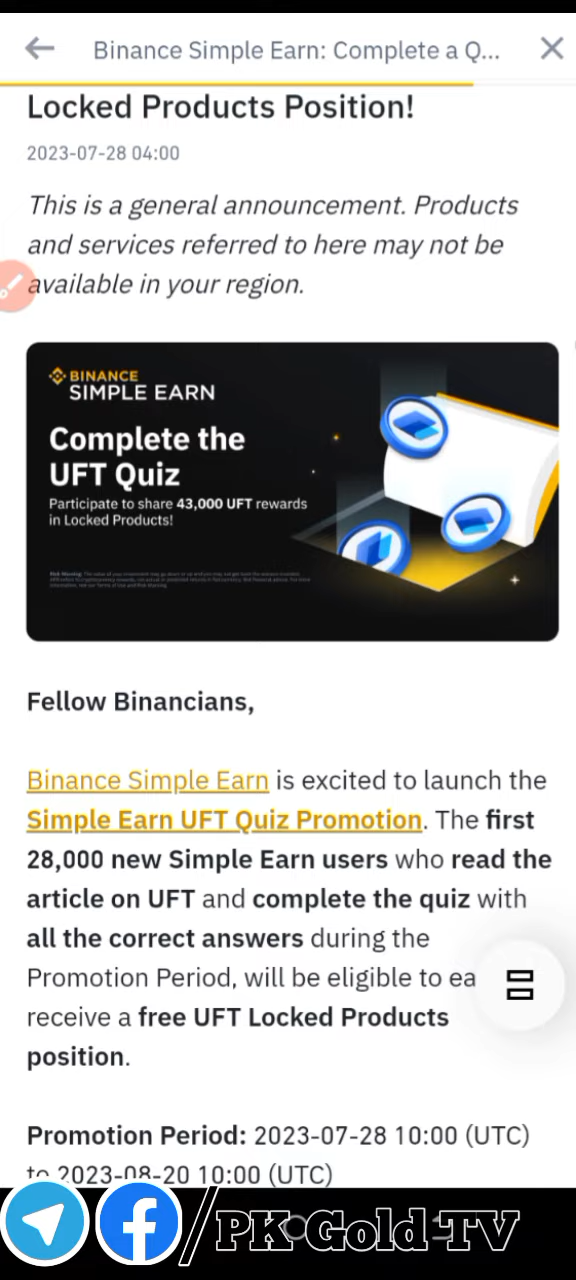 Binance Simple Earn: Complete a Q...
Locked Products Position!
2023-07-28 04:00
This is a general announcement. Products
and services referred to here may not be
available in your region.
BINANCE
SIMPLE EARN
Complete the
UFT Quiz
Participate to share 43,000 UFT rewards
in Locked Products!
Fellow Binancians,
Binance Simple Earn is excited to launch the
Simple Earn UFT Quiz Promotion. The first
28,000 new Simple Earn users who read the
article on UFT and complete the quiz with
all the correct answers during the
Promotion Period, will be eligible to ea
receive a free UFT Locked Products
position.
Promotion Period: 2023-07-28 10:00 (UTC)
to 2023-08-20 10:00 (UTC)
/PK Gold TV